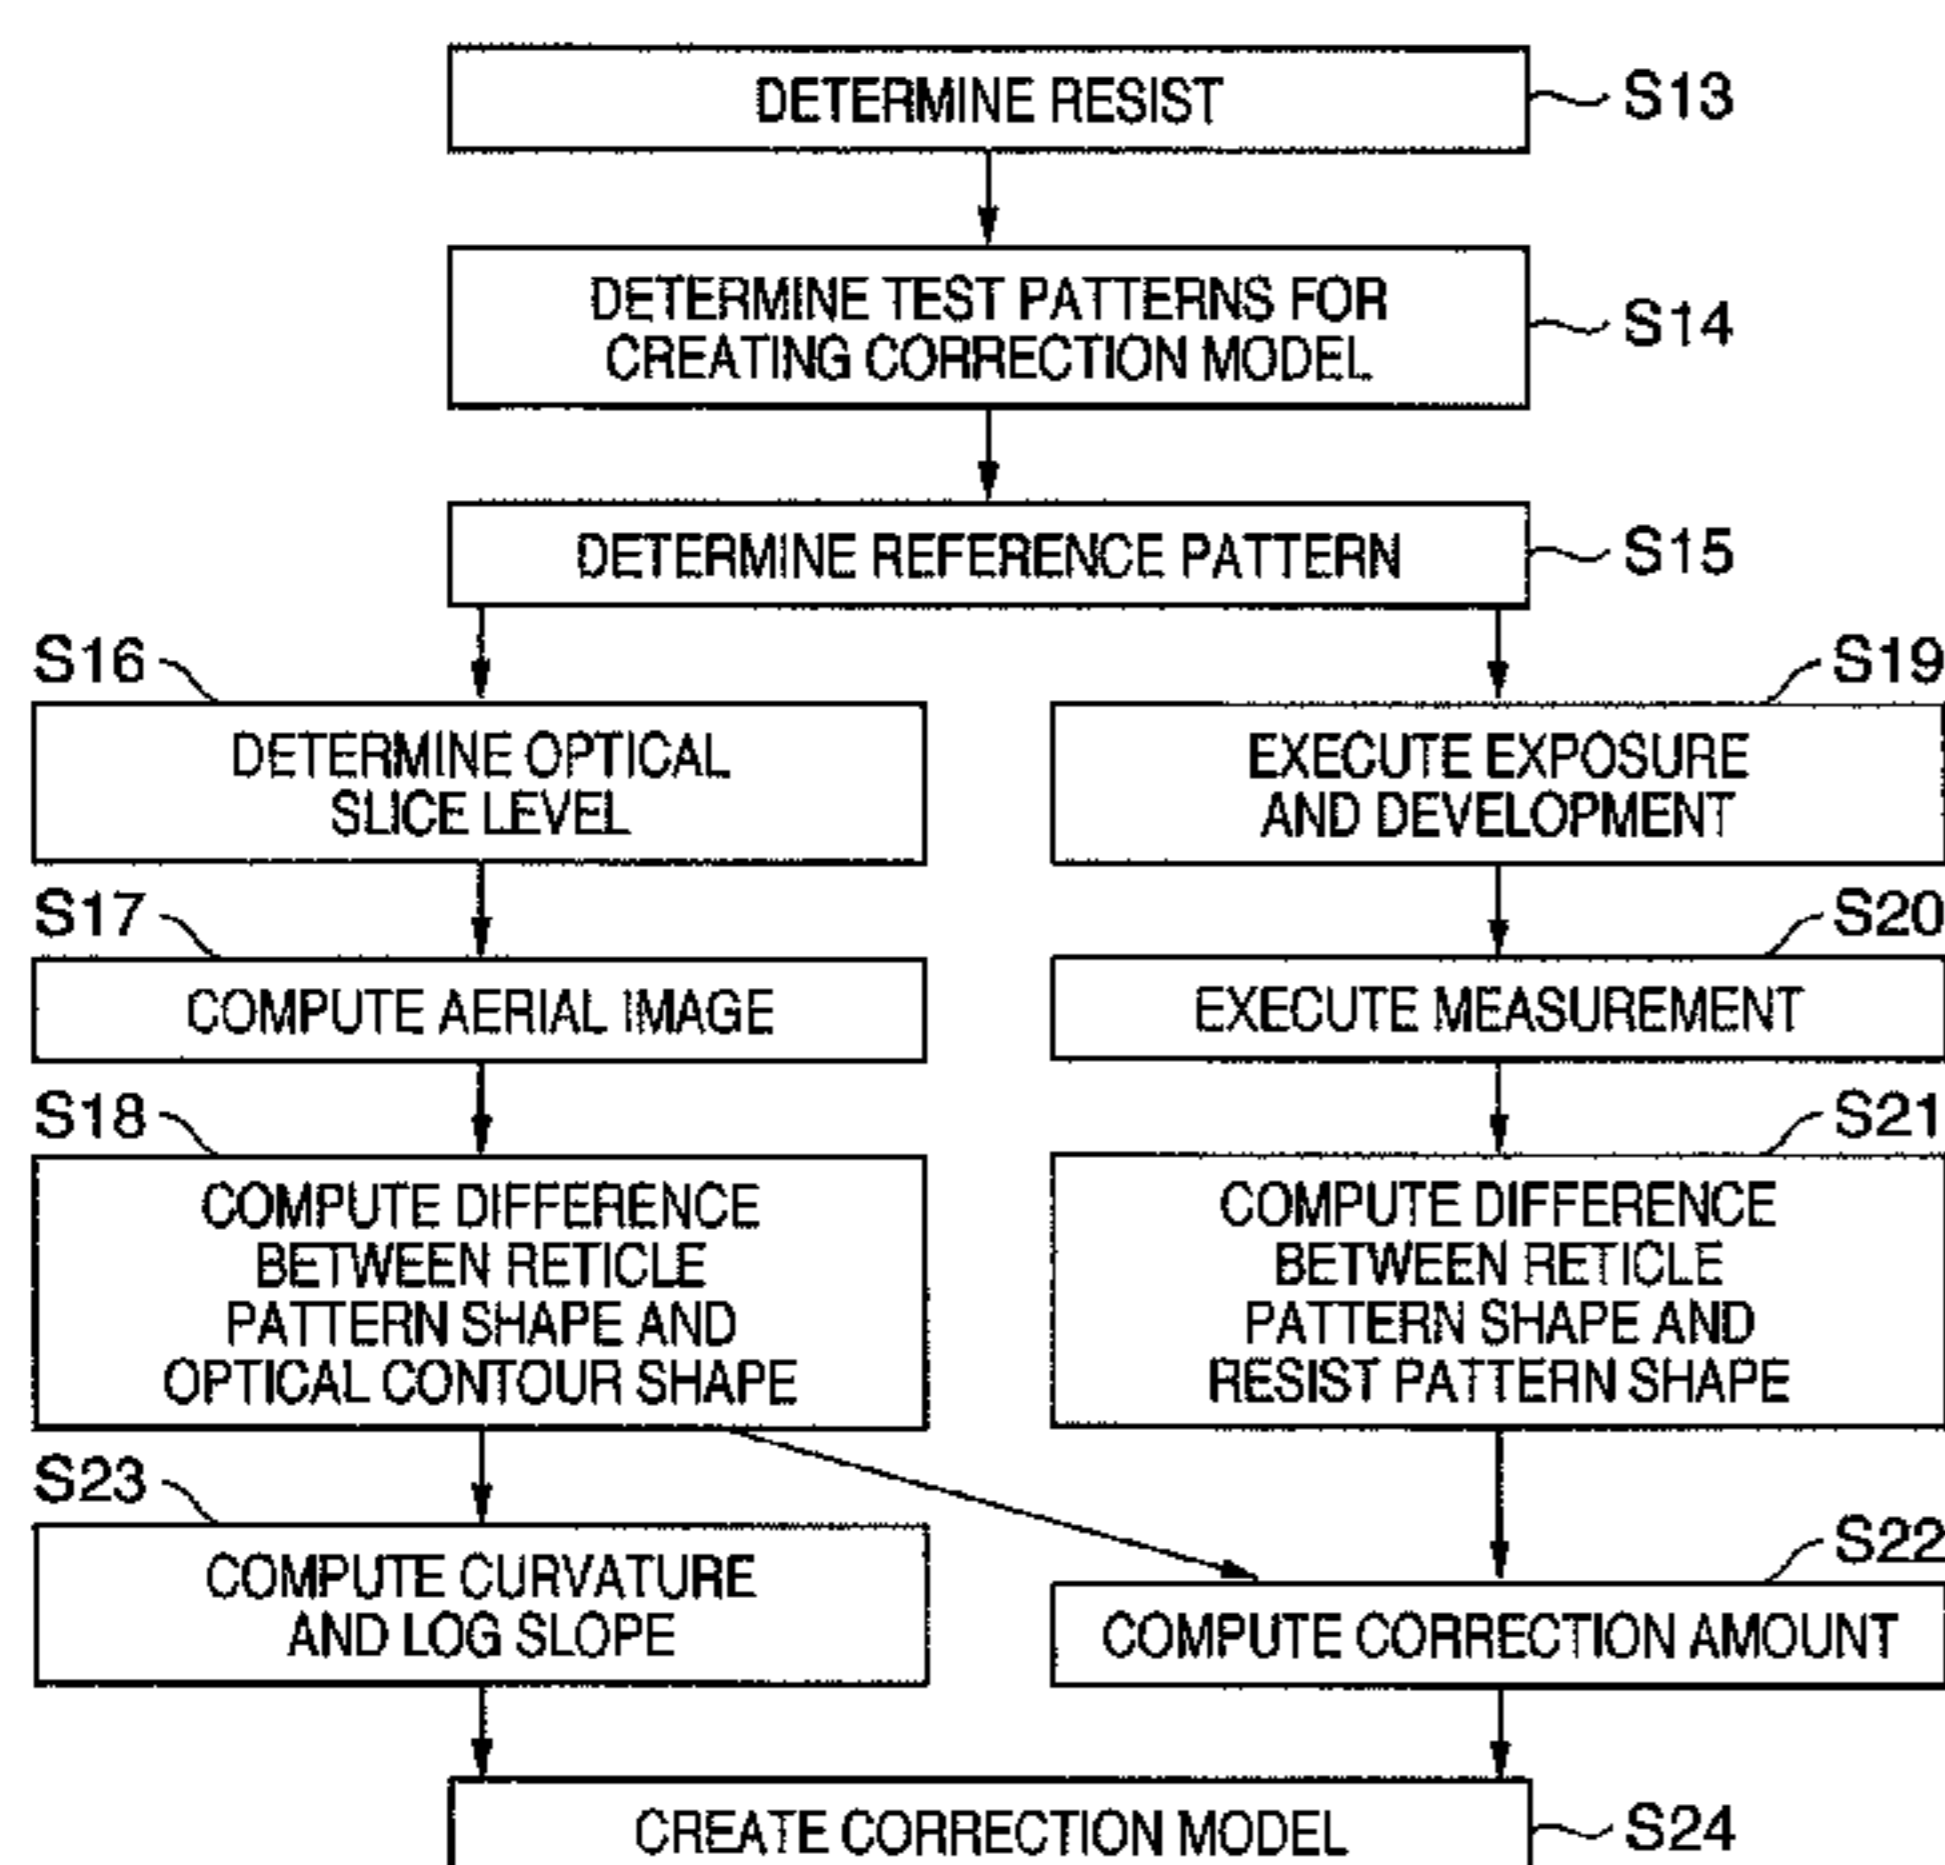 DETERMINE RESIST
S13
DETERMINE TEST PATTERNS FOR
CREATING CORRECTION MODEL
S14
DETERMINE REFERENCE PATTERN
S15
S16
DETERMINE OPTICAL
SLICE LEVEL
S19
EXECUTE EXPOSURE
AND DEVELOPMENT
S17
COMPUTE AERIAL IMAGE
S20
EXECUTE MEASUREMENT
S18
COMPUTE DIFFERENCE
BETWEEN RETICLE
PATTERN SHAPE AND
OPTICAL CONTOUR SHAPE
S21
COMPUTE DIFFERENCE
BETWEEN RETICLE
PATTERN SHAPE AND
RESIST PATTERN SHAPE
S23
COMPUTE CURVATURE
AND LOG SLOPE
S22
COMPUTE CORRECTION AMOUNT
CREATE CORRECTION MODEL
S24